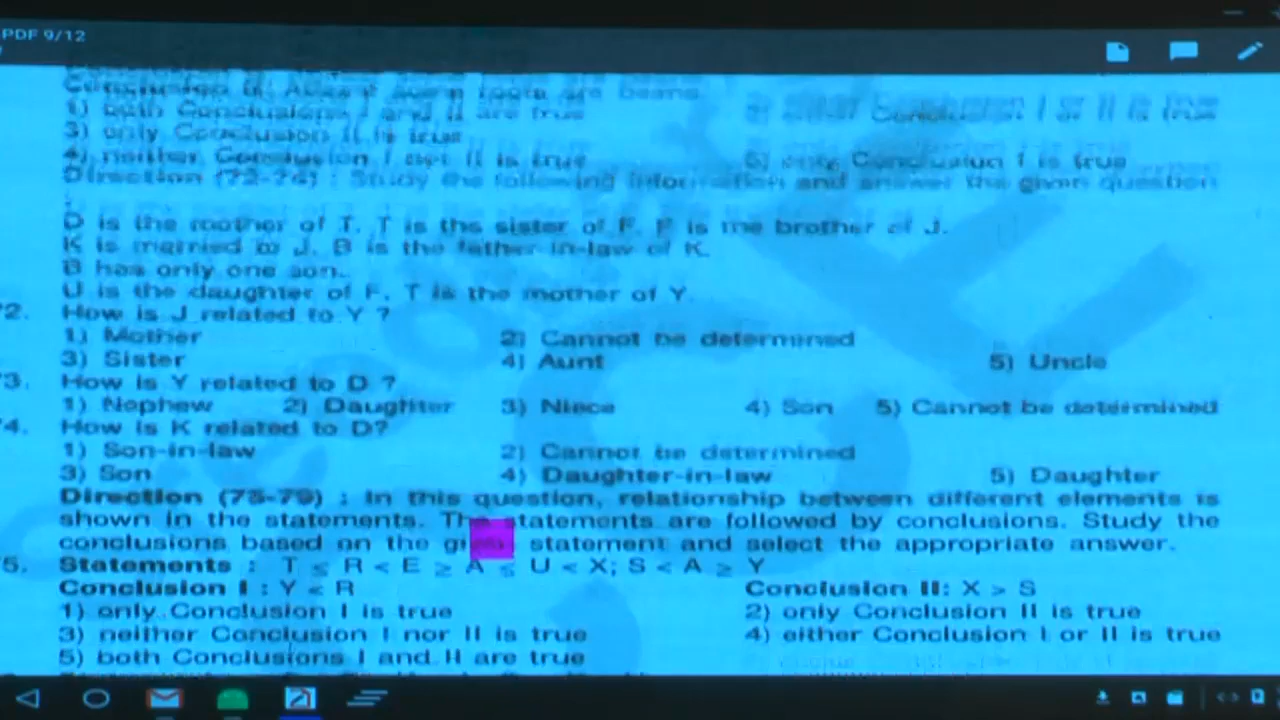 PDF 9/12
1) both Conclusions I and II are true
3) only Conclusion II is true
4) neither Conclusion I nor II is true 5) only Conclusion I is true
Direction (72-74) : Study the following information and answer the given question
D is the mother of T. T is the sister of F. F is the brother of J.
K is married to J. B is the father in-law of K.
B has only one son.
U is the daughter of F. T is the mother of Y.
2. How is J related to Y ?
1) Mother 2) Cannot be determined
3) Sister 4) Aunt 5) Uncle
3. How is Y related to D ?
1) Nephew 2) Daughter 3) Niece 4) Son 5) Cannot be determined
4. How is K related to D?
1) Son-in-law 2) Cannot be determined
3) Son 4) Daughter-in-law 5) Daughter
Direction (75-79) : In this question, relationship between different elements is
shown in the statements. The statements are followed by conclusions. Study the
conclusions based on the statement and select the appropriate answer.
5. Statements : T ≤ R < E ≥ A ≤ U < X; S < A ≥ Y
Conclusion I : Y < R Conclusion II: X > S
1) only Conclusion I is true 2) only Conclusion II is true
3) neither Conclusion I nor II is true 4) either Conclusion I or II is true
5) both Conclusions I and II are true